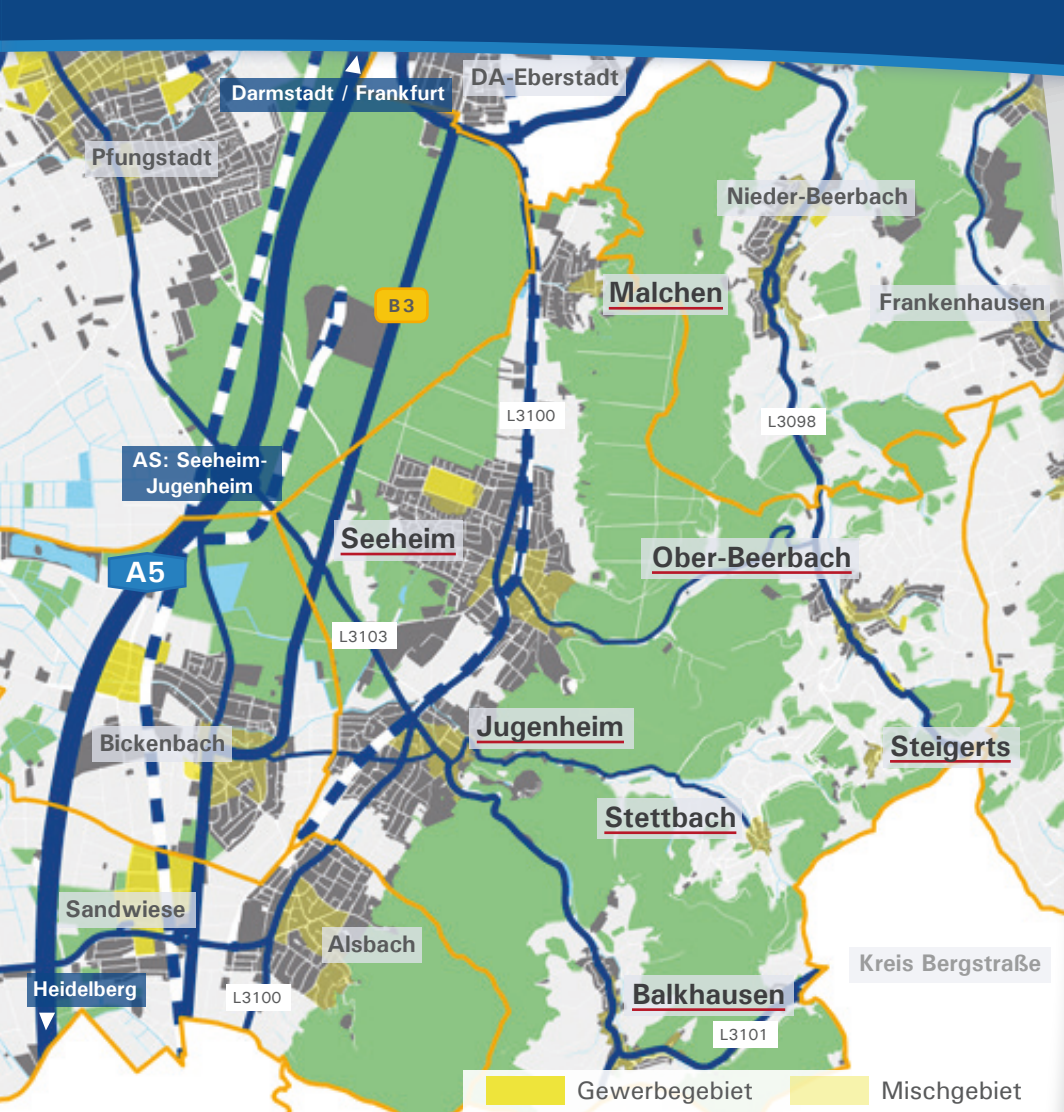 DA-Eberstadt
Darmstadt / Frankfurt
Pfungstadt
Nieder-Beerbach
Malchen
Frankenhausen
B 3
L3100
L3098
AS: Seeheim-
Jugenheim
Seeheim
Ober-Beerbach
A5
L3103
Jugenheim
Bickenbach
Steigerts
Stettbach
Sandwiese
Alsbach
Kreis Bergstraße
Heidelberg
L3100
Balkhausen
L3101
Gewerbegebiet
Mischgebiet